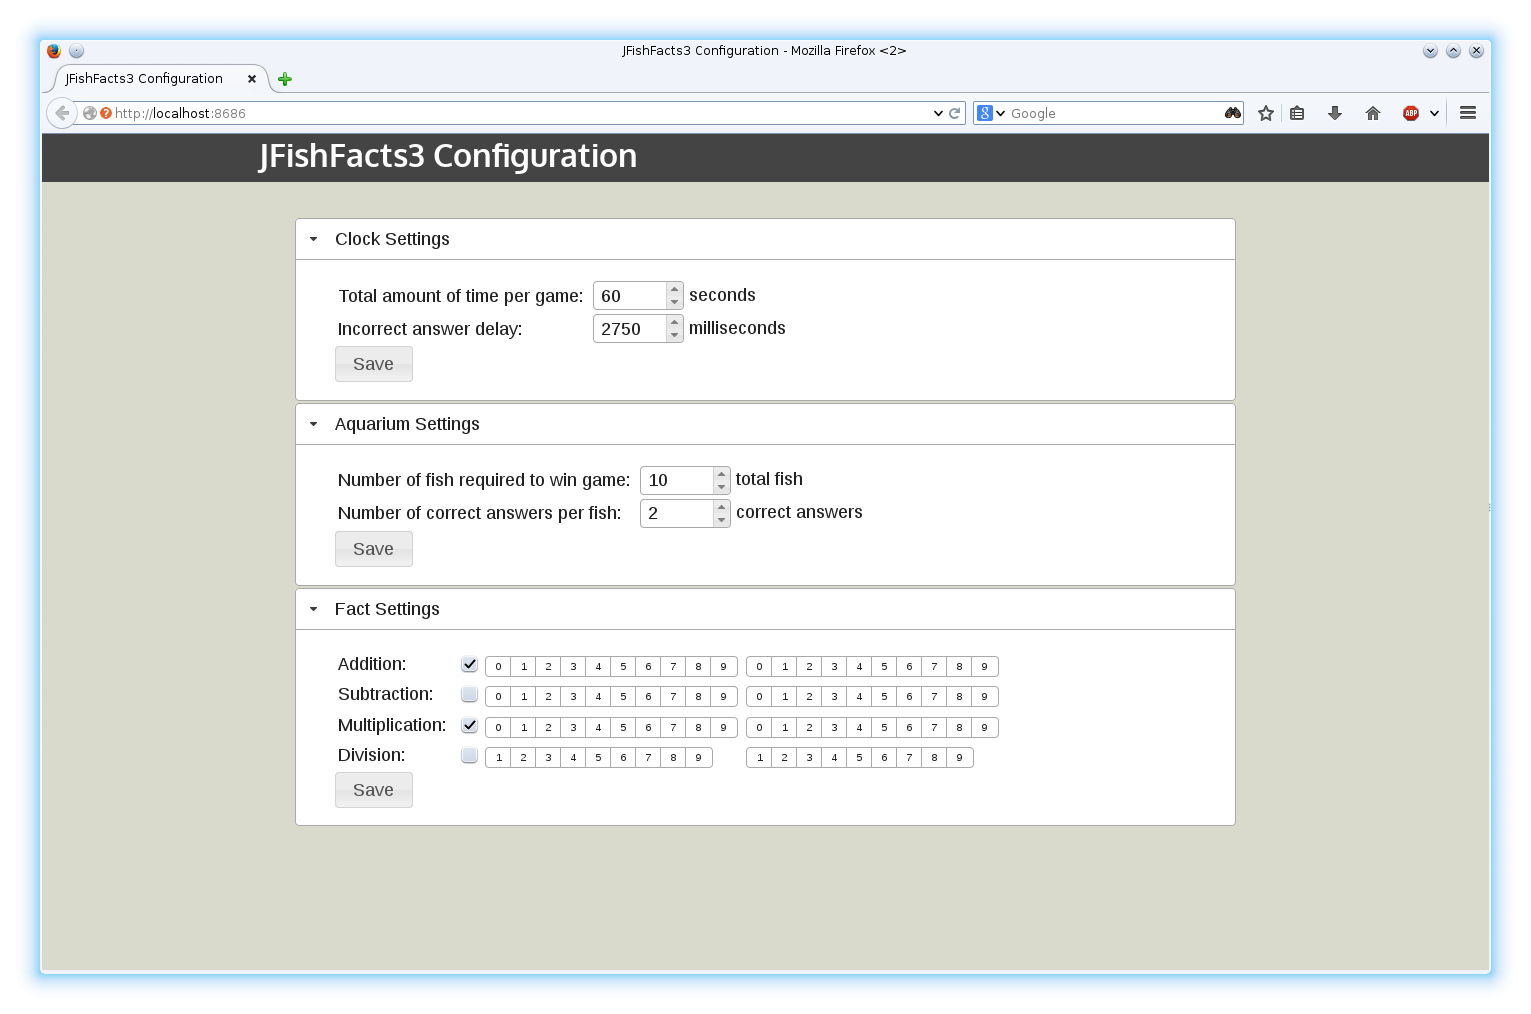 JFishFacts3 Configuration - Mozilla Firefox <2>
JFishFacts3 Configuration
http://localhost:8686
8 Google ABP
JFishFacts3 Configuration
Clock Settings
Total amount of time per game: 60 seconds
Incorrect answer delay: 2750 milliseconds
Save
Aquarium Settings
Number of fish required to win game: 10 total fish
Number of correct answers per fish: 2 correct answers
Save
Fact Settings
Addition: 0 1 2 3 4 5 6 7 8 9 0 1 2 3 4 5 6 7 8 9
Subtraction: 0 1 2 3 4 5 6 7 8 9 0 1 2 3 4 5 6 7 8 9
Multiplication: 0 1 2 3 4 5 6 7 8 9 0 1 2 3 4 5 6 7 8 9
Division: 1 2 3 4 5 6 7 8 9 1 2 3 4 5 6 7 8 9
Save